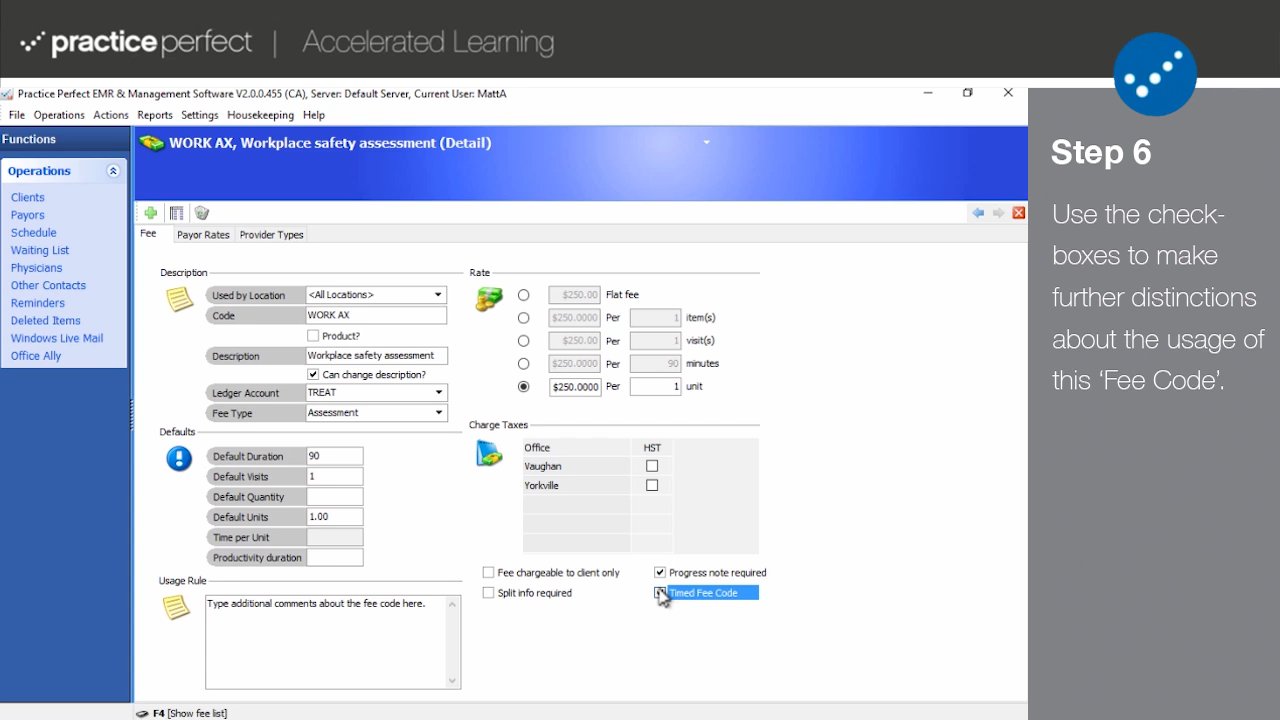 practiceperfect | Accelerated Learning
Practice Perfect EMR & Management Software V2.0.0.455 (CA), Server: Default Server, Current User: MattA
File Operations Actions Reports Settings Housekeeping Help
Functions
Operations
Clients
Payors
Schedule
Waiting List
Physicians
Other Contacts
Reminders
Deleted Items
Windows Live Mail
Office Ally
WORK AX, Workplace safety assessment (Detail)
Fee Payor Rates Provider Types
Description
Used by Location <All Locations>
Code WORK AX
Product?
Description Workplace safety assessment
Can change description?
Ledger Account TREAT
Fee Type Assessment
Defaults
Default Duration 90
Default Visits 1
Default Quantity
Default Units 1.00
Time per Unit
Productivity duration
Usage Rule
Type additional comments about the fee code here.
Rate
$250.00 Flat fee
$250.0000 Per 1 item(s)
$250.00 Per 1 visit(s)
$250.0000 Per 90 minutes
$250.0000 Per 1 unit
Charge Taxes
Office HST
Vaughan
Yorkville
Fee chargeable to client only Progress note required
Split info required Timed Fee Code
F4 [Show fee list]
Step 6
Use the check-
boxes to make
further distinctions
about the usage of
this ‘Fee Code’.